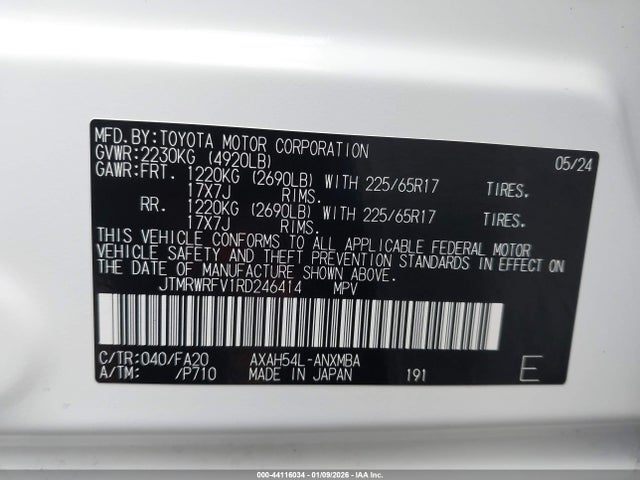 MFD.BY:TOYOTA MOTOR CORPORATION 05/24
GVWR:2230KG (4920LB)
GAWR:FRT. 1220KG (2690LB) WITH 225/65R17 TIRES.
17X7J RIMS.
RR. 1220KG (2690LB) WITH 225/65R17 TIRES.
17X7J RIMS.
THIS VEHICLE CONFORMS TO ALL APPLICABLE FEDERAL MOTOR
VEHICLE SAFETY AND THEFT PREVENTION STANDARDS IN EFFECT ON
THE DATE OF MANUFACTURE SHOWN ABOVE.
JTMRWRFV1RD246414 MPV
C/TR:040/FA20 AXAH54L-ANXMBA
A/TM: /P710 MADE IN JAPAN 191 E
000-44116034 - 01/09/2026 - IAAI.COM